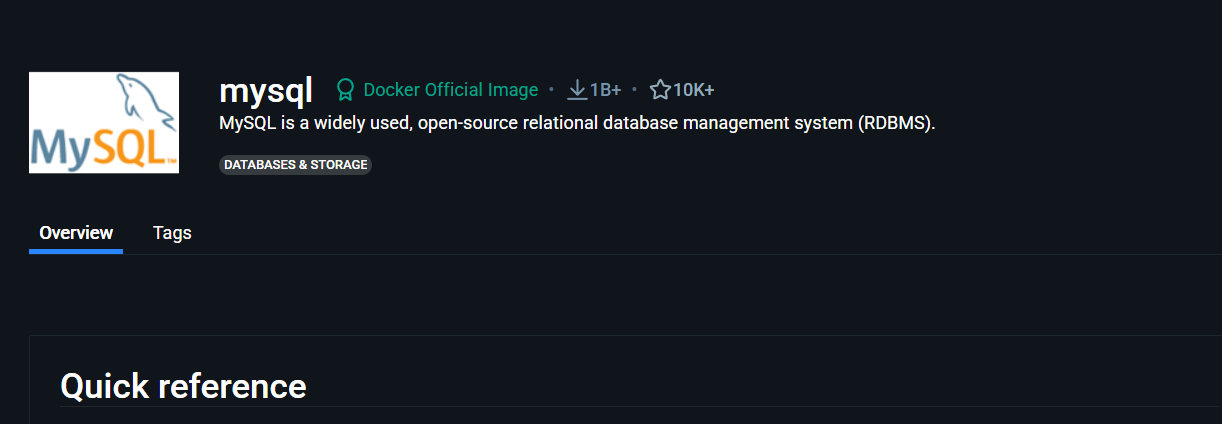 MySQL™
mysql Docker Official Image • 1B+ • 10K+
MySQL is a widely used, open-source relational database management system (RDBMS).
DATABASES & STORAGE
Overview Tags
Quick reference